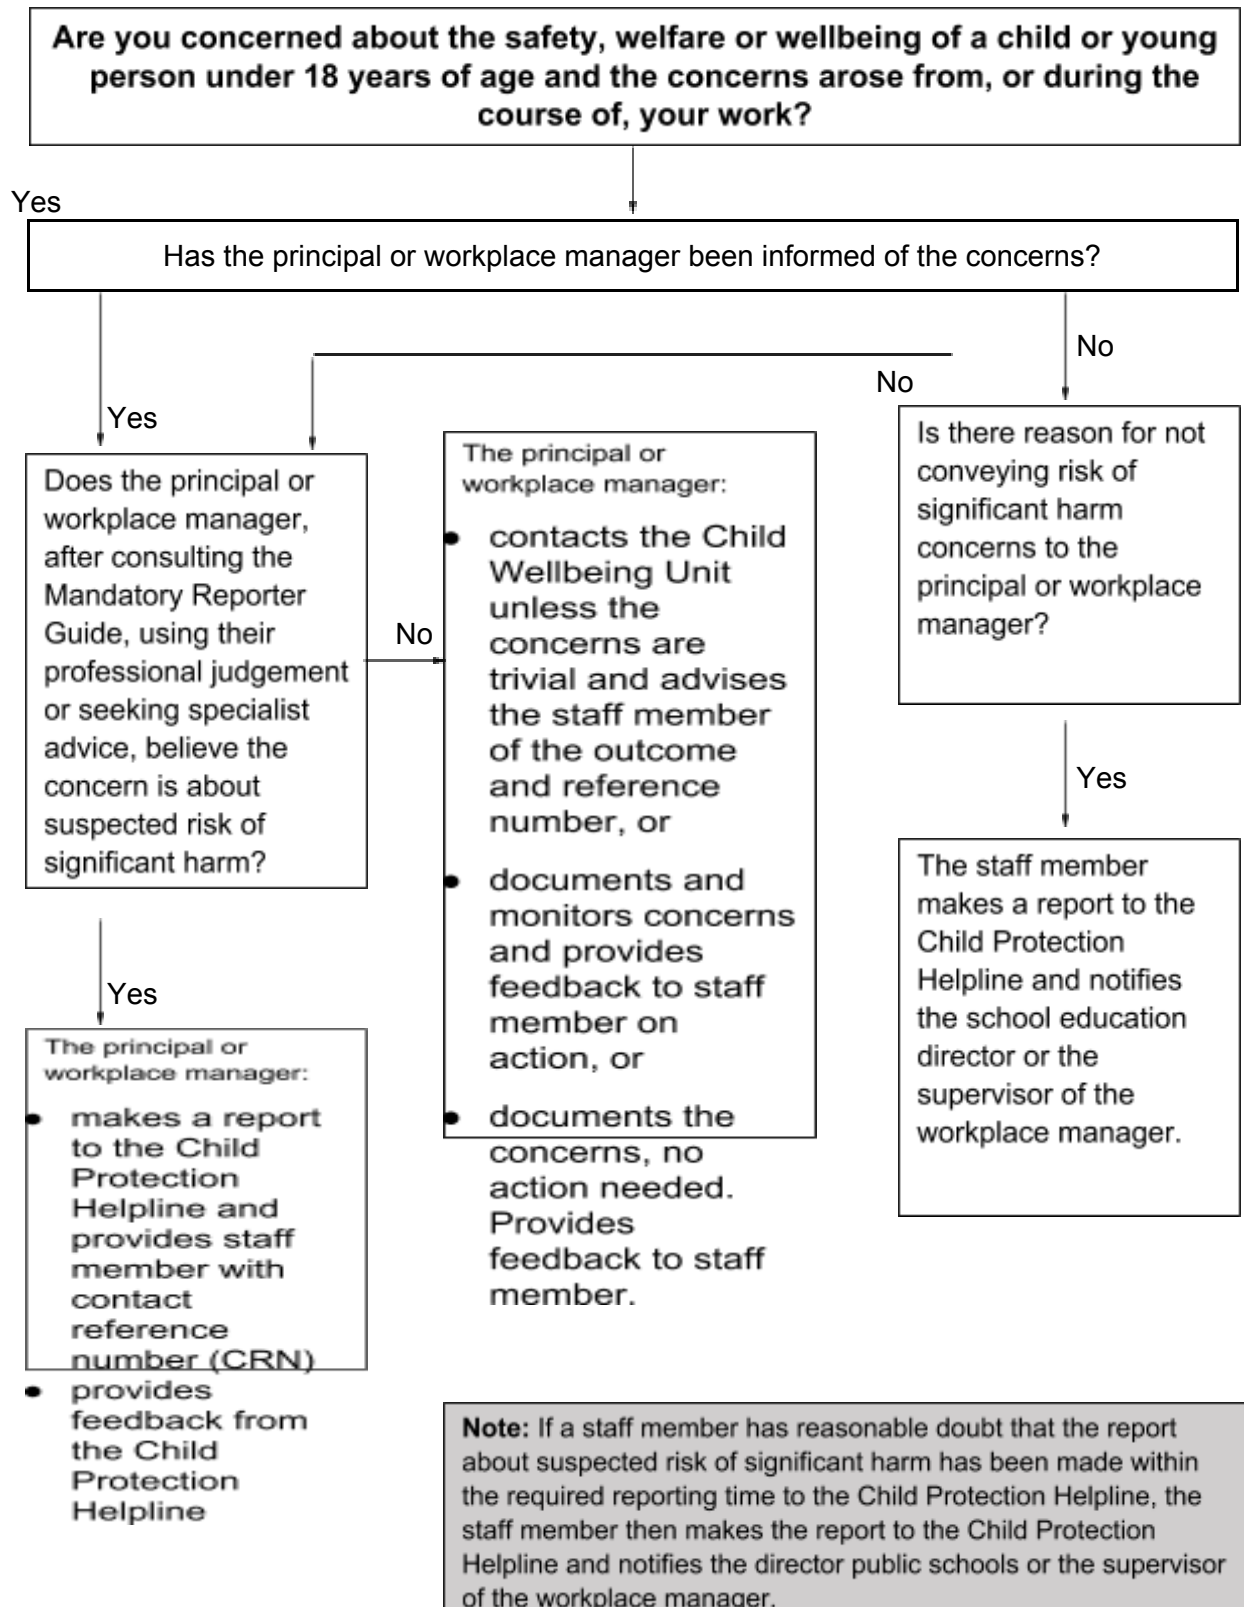 Are you concerned about the safety, welfare or wellbeing of a child or young
person under 18 years of age and the concerns arose from, or during the
course of, your work?
Yes
Has the principal or workplace manager been informed of the concerns?
No
No
Yes
Does the principal or
workplace manager,
after consulting the
Mandatory Reporter
Guide, using their
professional judgement
or seeking specialist
advice, believe the
concern is about
suspected risk of
significant harm?
No
The principal or
workplace manager:
● contacts the Child
Wellbeing Unit
unless the
concerns are
trivial and advises
the staff member
of the outcome
and reference
number, or
● documents and
monitors concerns
and provides
feedback to staff
member on
action, or
● documents the
concerns, no
action needed.
Provides
feedback to staff
member.
Is there reason for not
conveying risk of
significant harm
concerns to the
principal or workplace
manager?
Yes
The staff member
makes a report to the
Child Protection
Helpline and notifies
the school education
director or the
supervisor of the
workplace manager.
Yes
The principal or
workplace manager:
● makes a report
to the Child
Protection
Helpline and
provides staff
member with
contact
reference
number (CRN)
● provides
feedback from
the Child
Protection
Helpline
Note: If a staff member has reasonable doubt that the report
about suspected risk of significant harm has been made within
the required reporting time to the Child Protection Helpline, the
staff member then makes the report to the Child Protection
Helpline and notifies the director public schools or the supervisor
of the workplace manager.